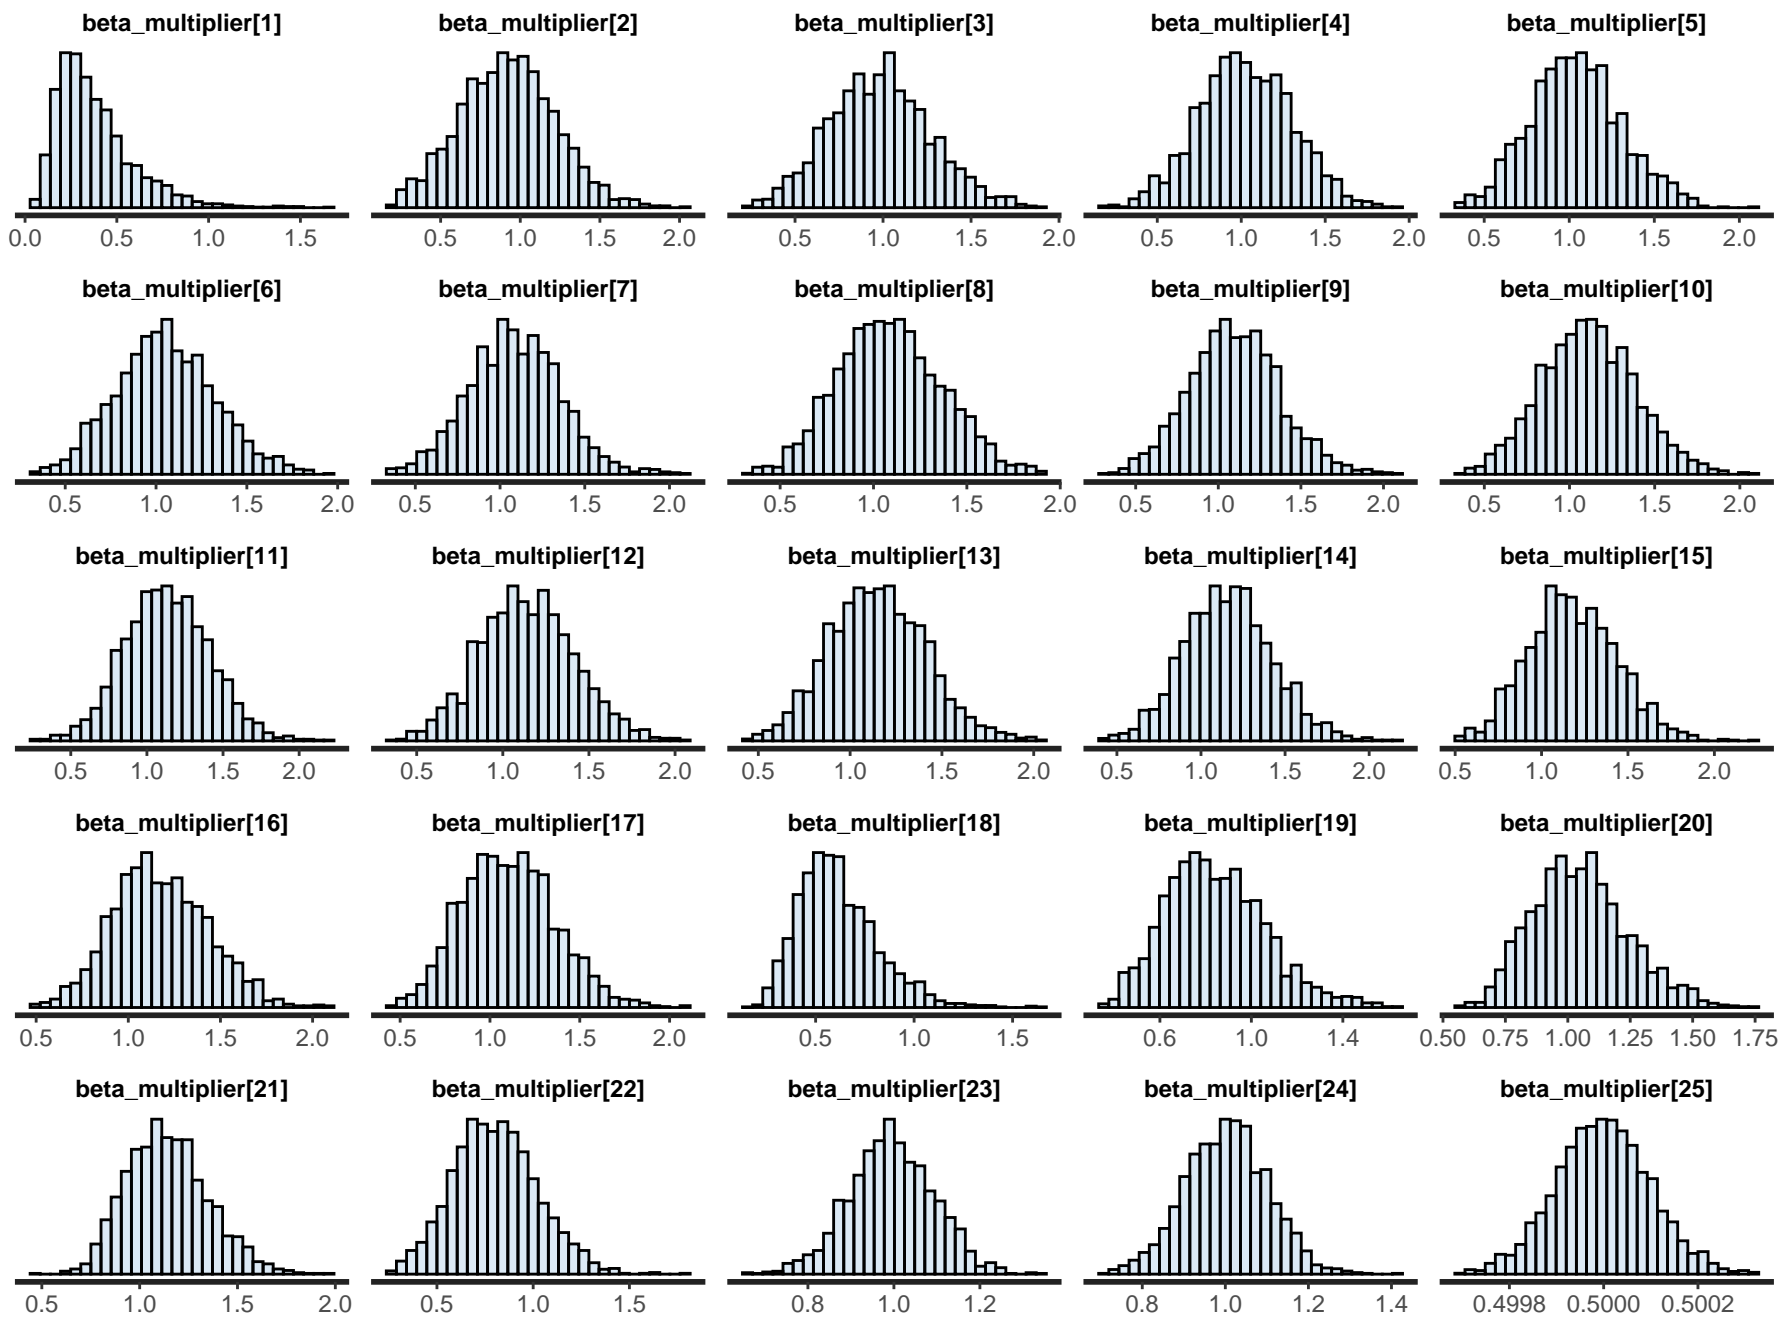 beta_multiplier[1] beta_multiplier[2] beta_multiplier[3] beta_multiplier[4] beta_multiplier[5]
0.0 0.5 1.0 1.5 0.5 1.0 1.5 2.0 0.5 1.0 1.5 2.0 0.5 1.0 1.5 2.0 0.5 1.0 1.5 2.0
beta_multiplier[6] beta_multiplier[7] beta_multiplier[8] beta_multiplier[9] beta_multiplier[10]
0.5 1.0 1.5 2.0 0.5 1.0 1.5 2.0 0.5 1.0 1.5 2.0 0.5 1.0 1.5 2.0 0.5 1.0 1.5 2.0
beta_multiplier[11] beta_multiplier[12] beta_multiplier[13] beta_multiplier[14] beta_multiplier[15]
0.5 1.0 1.5 2.0 0.5 1.0 1.5 2.0 0.5 1.0 1.5 2.0 0.5 1.0 1.5 2.0 0.5 1.0 1.5 2.0
beta_multiplier[16] beta_multiplier[17] beta_multiplier[18] beta_multiplier[19] beta_multiplier[20]
0.5 1.0 1.5 2.0 0.5 1.0 1.5 2.0 0.5 1.0 1.5 0.6 1.0 1.4 0.50 0.75 1.00 1.25 1.50 1.75
beta_multiplier[21] beta_multiplier[22] beta_multiplier[23] beta_multiplier[24] beta_multiplier[25]
0.5 1.0 1.5 2.0 0.5 1.0 1.5 0.8 1.0 1.2 0.8 1.0 1.2 1.4 0.4998 0.5000 0.5002